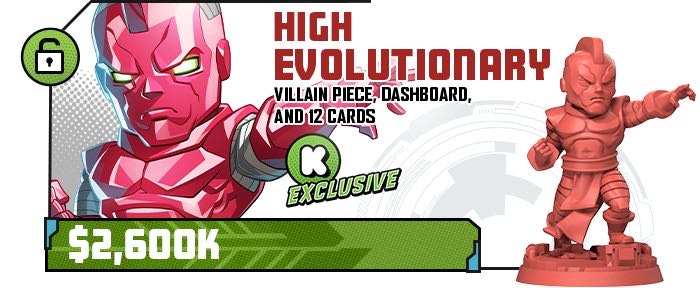 HIGH
EVOLUTIONARY
VILLAIN PIECE, DASHBOARD,
AND 12 CARDS
K
EXCLUSIVE
$2,600K